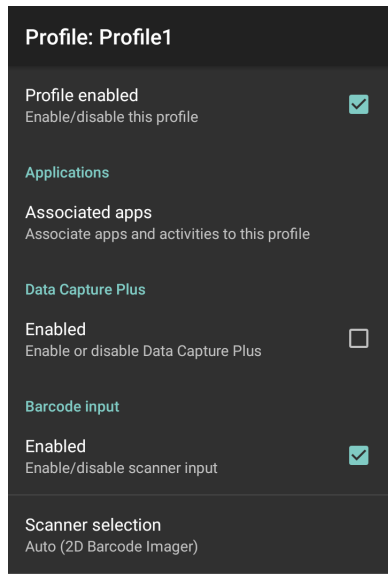 Profile: Profile1
Profile enabled
Enable/disable this profile
Applications
Associated apps
Associate apps and activities to this profile
Data Capture Plus
Enabled
Enable or disable Data Capture Plus
Barcode input
Enabled
Enable/disable scanner input
Scanner selection
Auto (2D Barcode Imager)